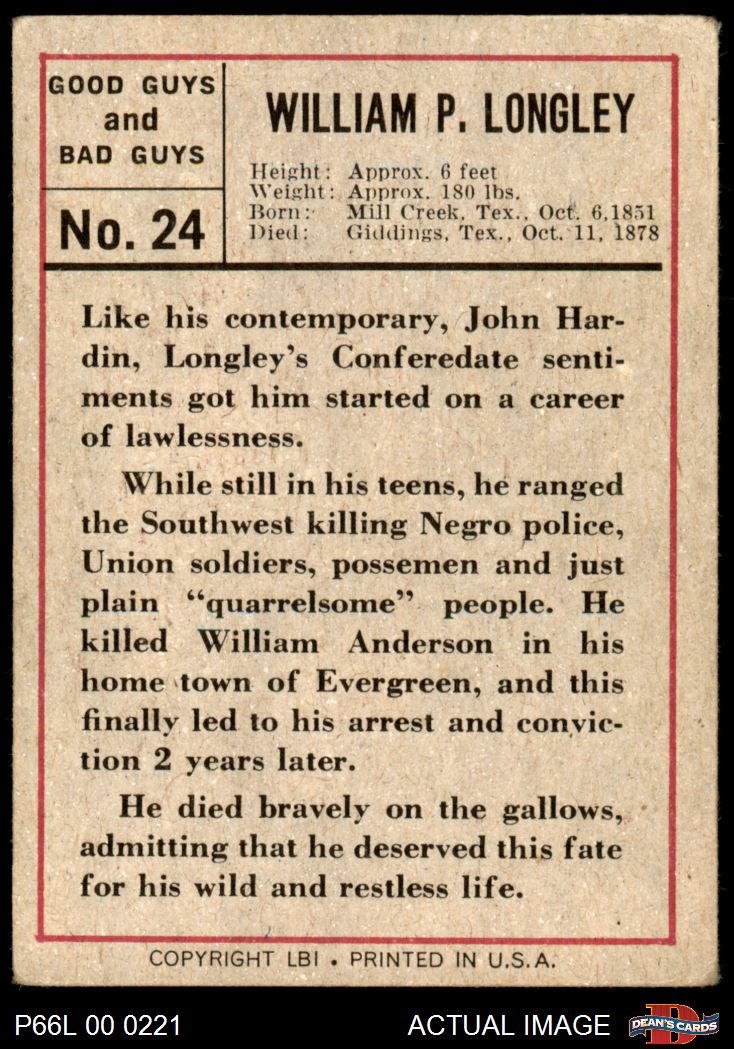 GOOD GUYS
and
BAD GUYS
No. 24
WILLIAM P. LONGLEY
Height: Approx. 6 feet
Weight: Approx. 180 lbs.
Born: Mill Creek, Tex., Oct. 6,1851
Died: Giddings, Tex., Oct. 11, 1878
Like his contemporary, John Har-
din, Longley's Conferedate senti-
ments got him started on a career
of lawlessness.
While still in his teens, he ranged
the Southwest killing Negro police,
Union soldiers, possemen and just
plain "quarrelsome" people. He
killed William Anderson in his
home town of Evergreen, and this
finally led to his arrest and convic-
tion 2 years later.
He died bravely on the gallows,
admitting that he deserved this fate
for his wild and restless life.
COPYRIGHT LBI • PRINTED IN U.S.A.
P66L 00 0221
ACTUAL IMAGE
D
DEAN'S CARDS